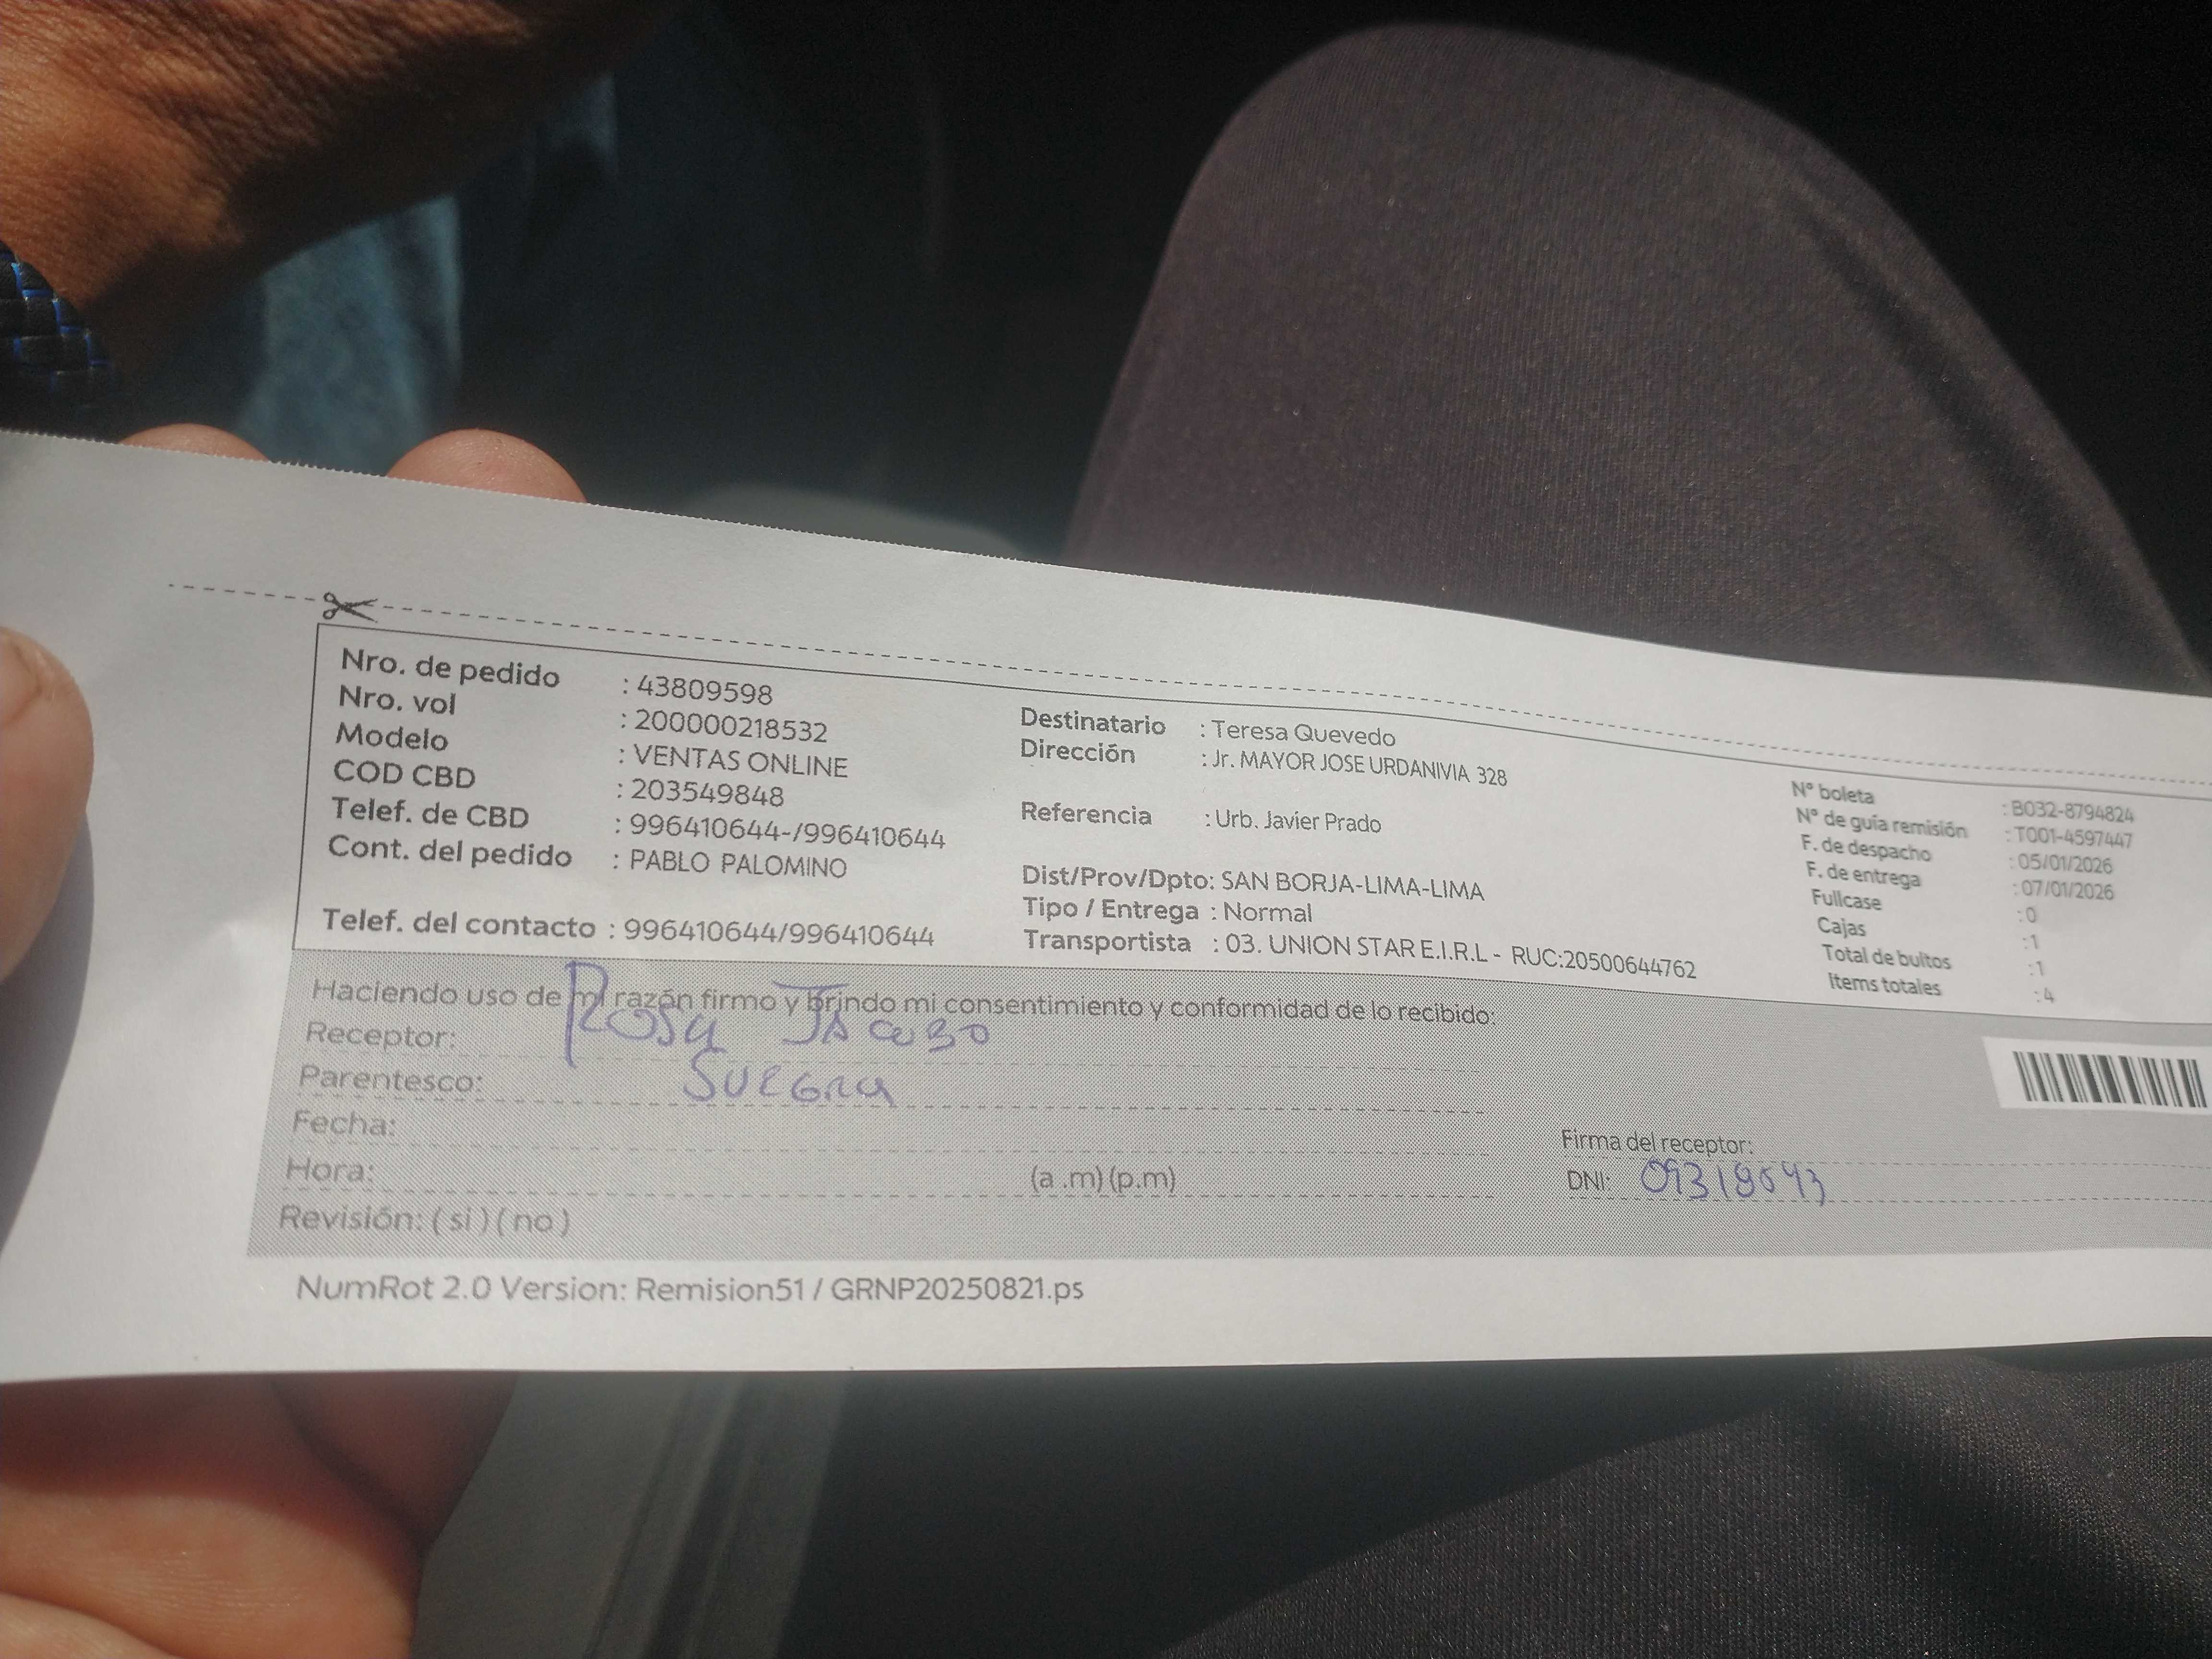 Nro. de pedido : 43809598
Nro. vol : 200000218532
Modelo : VENTAS ONLINE
COD CBD : 203549848
Telef. de CBD : 996410644-/996410644
Cont. del pedido : PABLO PALOMINO
Telef. del contacto : 996410644/996410644
Destinatario : Teresa Quevedo
Dirección : Jr. MAYOR JOSE URDANIVIA 328
Referencia : Urb. Javier Prado
Dist/Prov/Dpto: SAN BORJA-LIMA-LIMA
Tipo / Entrega : Normal
Transportista : 03. UNION STAR E.I.R.L - RUC:20500644762
N° boleta : B032-8794824
N° de guía remisión : T001-4597447
F. de despacho : 05/01/2026
F. de entrega : 07/01/2026
Fullcase : 0
Cajas : 1
Total de bultos : 1
Items totales : 4
Haciendo uso de mi razón firmo y brindo mi consentimiento y conformidad de lo recibido:
Receptor: Rosa
Parentesco: SUEGRA
Fecha:
Hora: (a .m) (p.m)
Revisión: ( si ) ( no )
Firma del receptor:
DNI:
NumRot 2.0 Version: Remision51 / GRNP20250821.ps